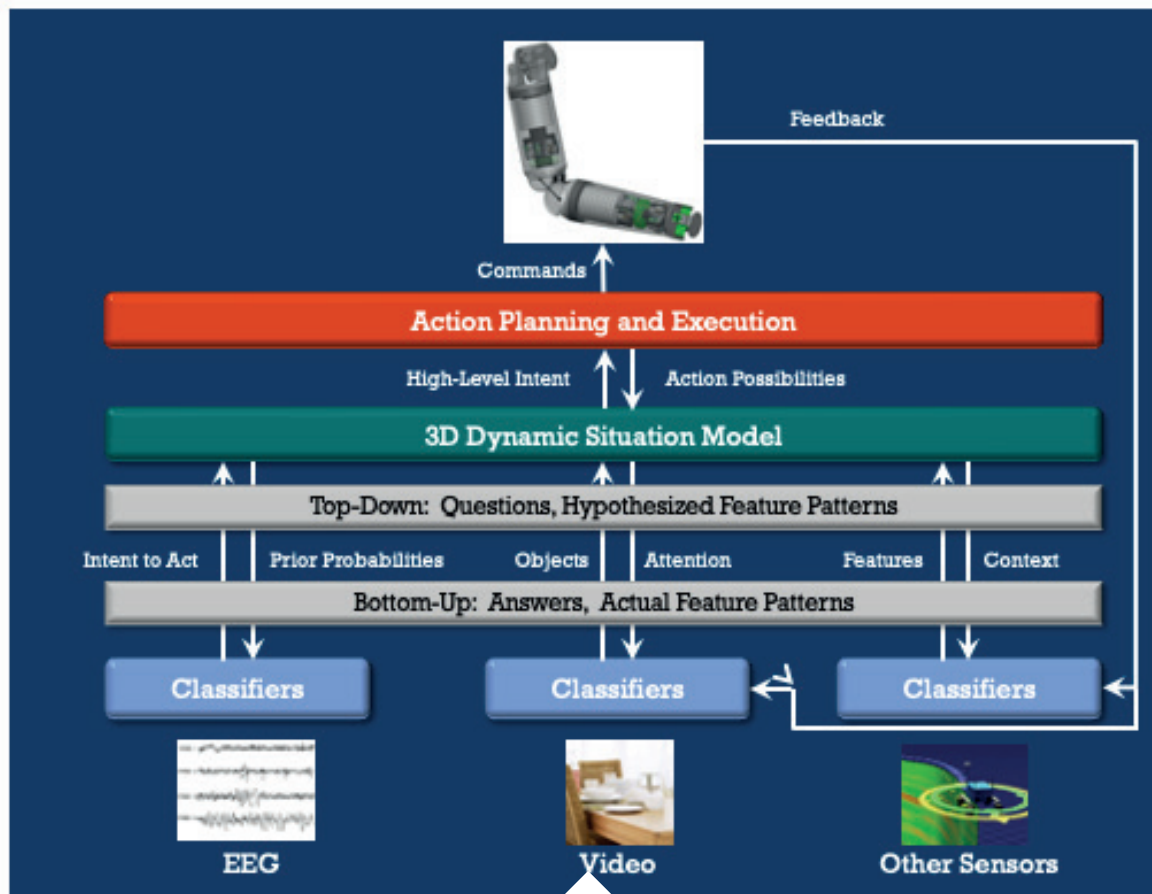 Feedback
Commands
Action Planning and Execution
High-Level Intent
Action Possibilities
3D Dynamic Situation Model
Top-Down: Questions, Hypothesized Feature Patterns
Intent to Act
Prior Probabilities
Objects
Attention
Features
Context
Bottom-Up: Answers, Actual Feature Patterns
Classifiers
Classifiers
Classifiers
EEG
Video
Other Sensors